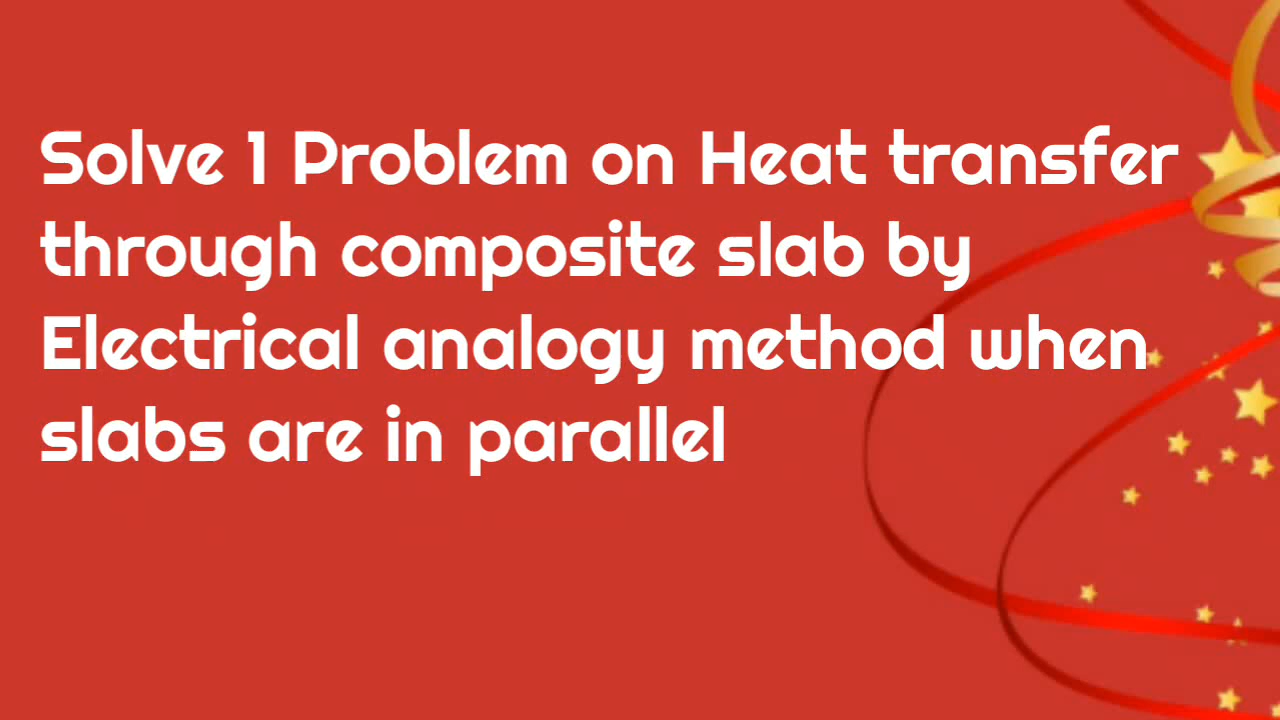 Solve 1 Problem on Heat transfer
through composite slab by
Electrical analogy method when
slabs are in parallel